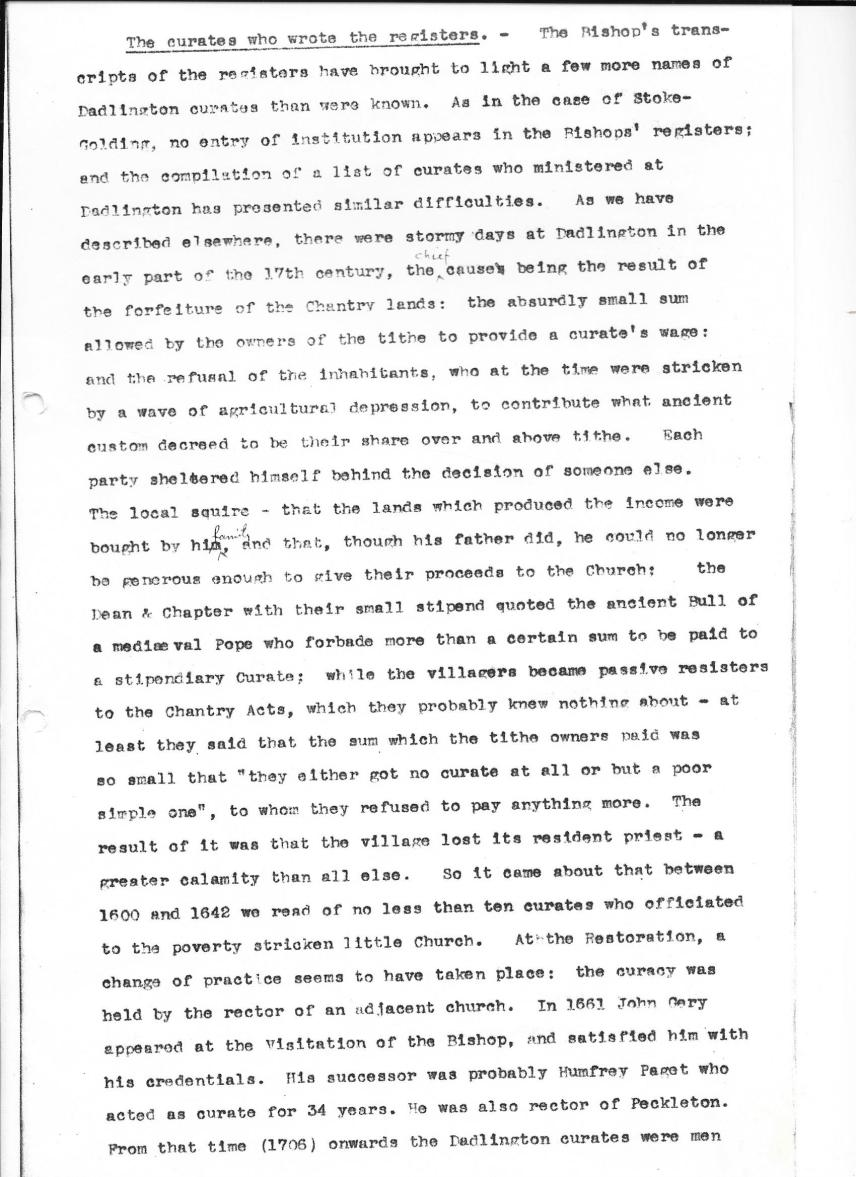 The curates who wrote the registers. - The Bishop's trans-
cripts of the registers have brought to light a few more names of
Dadlington curates than were known. As in the case of Stoke-
Golding, no entry of institution appears in the Bishops' registers;
and the compilation of a list of curates who ministered at
Dadlington has presented similar difficulties. As we have
described elsewhere, there were stormy days at Dadlington in the
early part of the 17th century, the chief cause being the result of
the forfeiture of the Chantry lands: the absurdly small sum
allowed by the owners of the tithe to provide a curate's wage:
and the refusal of the inhabitants, who at the time were stricken
by a wave of agricultural depression, to contribute what ancient
custom decreed to be their share over and above tithe. Each
party sheltered himself behind the decision of someone else.
The local squire - that the lands which produced the income were
bought by his family, and that, though his father did, he could no longer
be generous enough to give their proceeds to the Church: the
Dean & Chapter with their small stipend quoted the ancient Bull of
a mediæval Pope who forbade more than a certain sum to be paid to
a stipendiary Curate; while the villagers became passive resisters
to the Chantry Acts, which they probably knew nothing about - at
least they said that the sum which the tithe owners paid was
so small that "they either got no curate at all or but a poor
simple one", to whom they refused to pay anything more. The
result of it was that the village lost its resident priest - a
greater calamity than all else. So it came about that between
1600 and 1642 we read of no less than ten curates who officiated
to the poverty stricken little Church. At the Restoration, a
change of practice seems to have taken place: the curacy was
held by the rector of an adjacent church. In 1661 John Gery
appeared at the Visitation of the Bishop, and satisfied him with
his credentials. His successor was probably Humfrey Paget who
acted as curate for 34 years. He was also rector of Peckleton.
From that time (1706) onwards the Dadlington curates were men